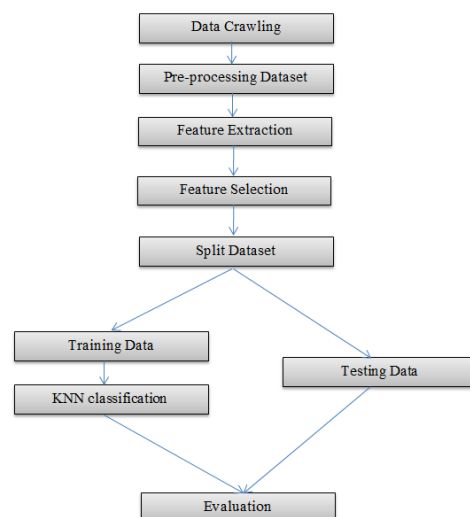 Data Crawling
Pre-processing Dataset
Feature Extraction
Feature Selection
Split Dataset
Training Data
Testing Data
KNN classification
Evaluation